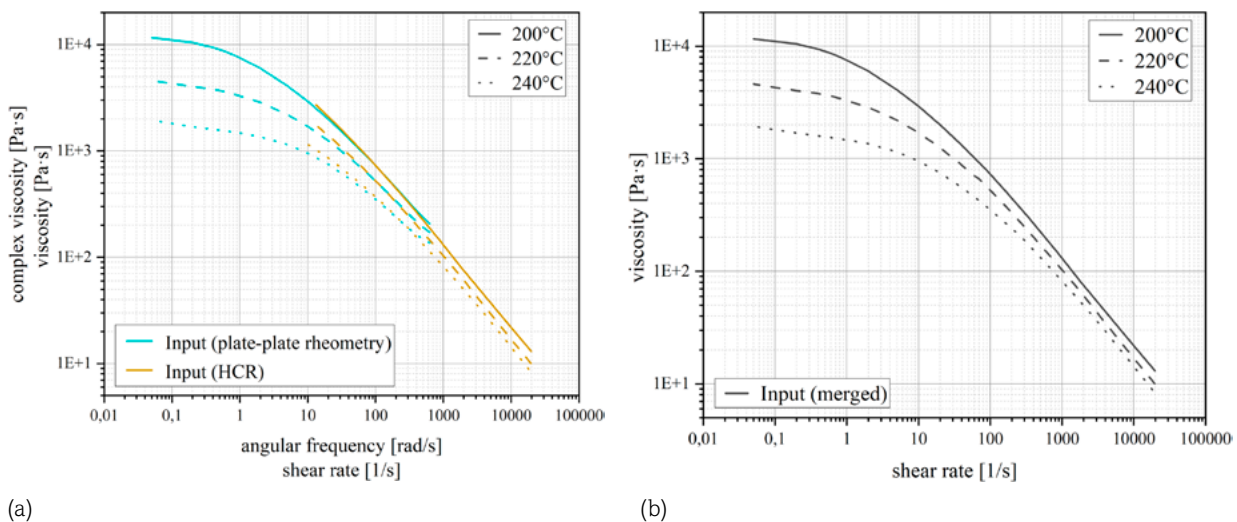 1E+4
1E+3
1E+2
1E+1
complex viscosity [Pa·s]
viscosity [Pa·s]
200°C
220°C
240°C
Input (plate-plate rheometry)
Input (HCR)
0,01 0,1 1 10 100 1000 10000 100000
angular frequency [rad/s]
shear rate [1/s]
(a)
1E+4
1E+3
1E+2
1E+1
viscosity [Pa·s]
200°C
220°C
240°C
Input (merged)
0,01 0,1 1 10 100 1000 10000 100000
shear rate [1/s]
(b)